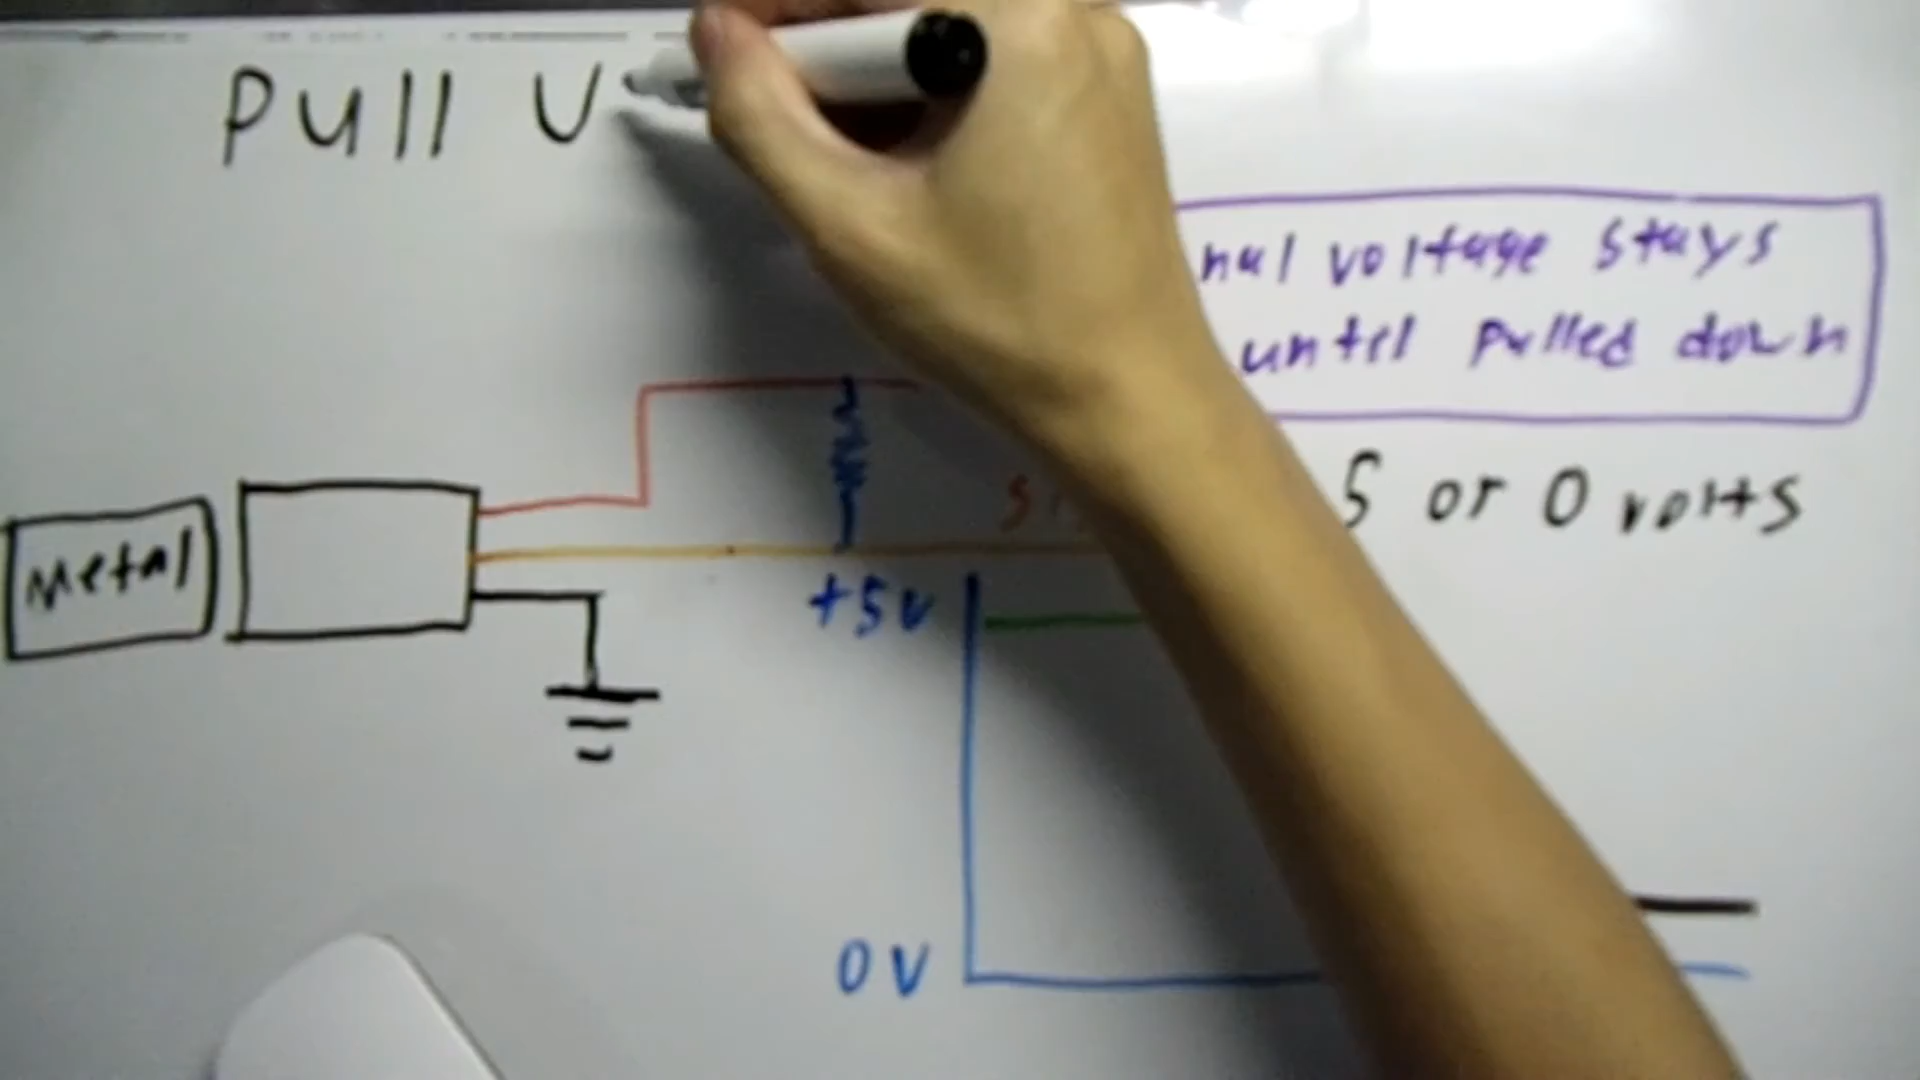 Pull U
nal voltage stays
until pulled down
5 or 0 volts
Metal
+5V
0V